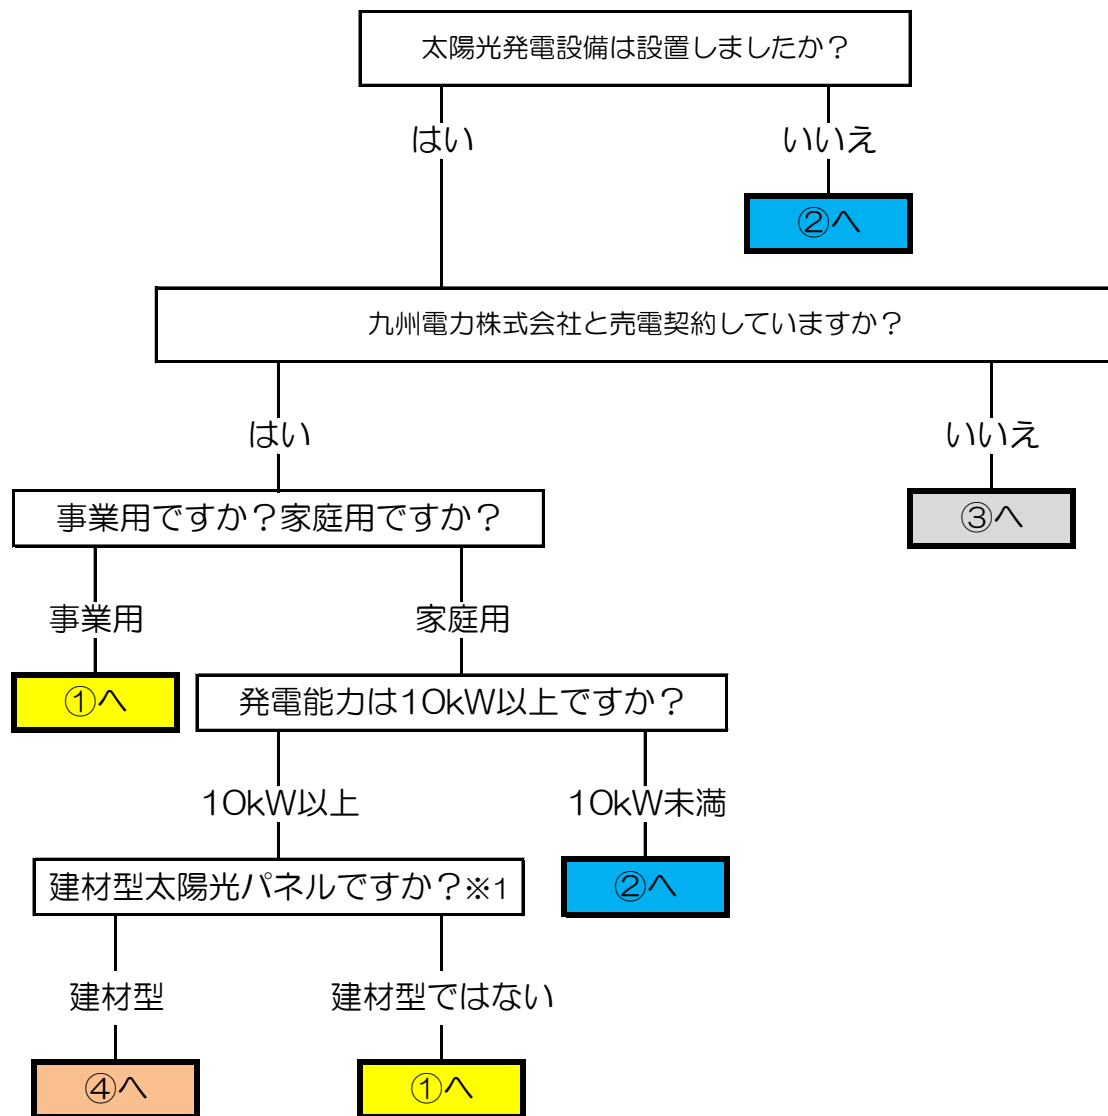 太陽光発電設備は設置しましたか？
はい
いいえ
②へ
九州電力株式会社と売電契約していますか？
はい
いいえ
事業用ですか？家庭用ですか？
③へ
事業用
家庭用
①へ
発電能力は10kW以上ですか？
10kW以上
10kW未満
建材型太陽光パネルですか？※1
②へ
建材型
建材型ではない
④へ
①へ